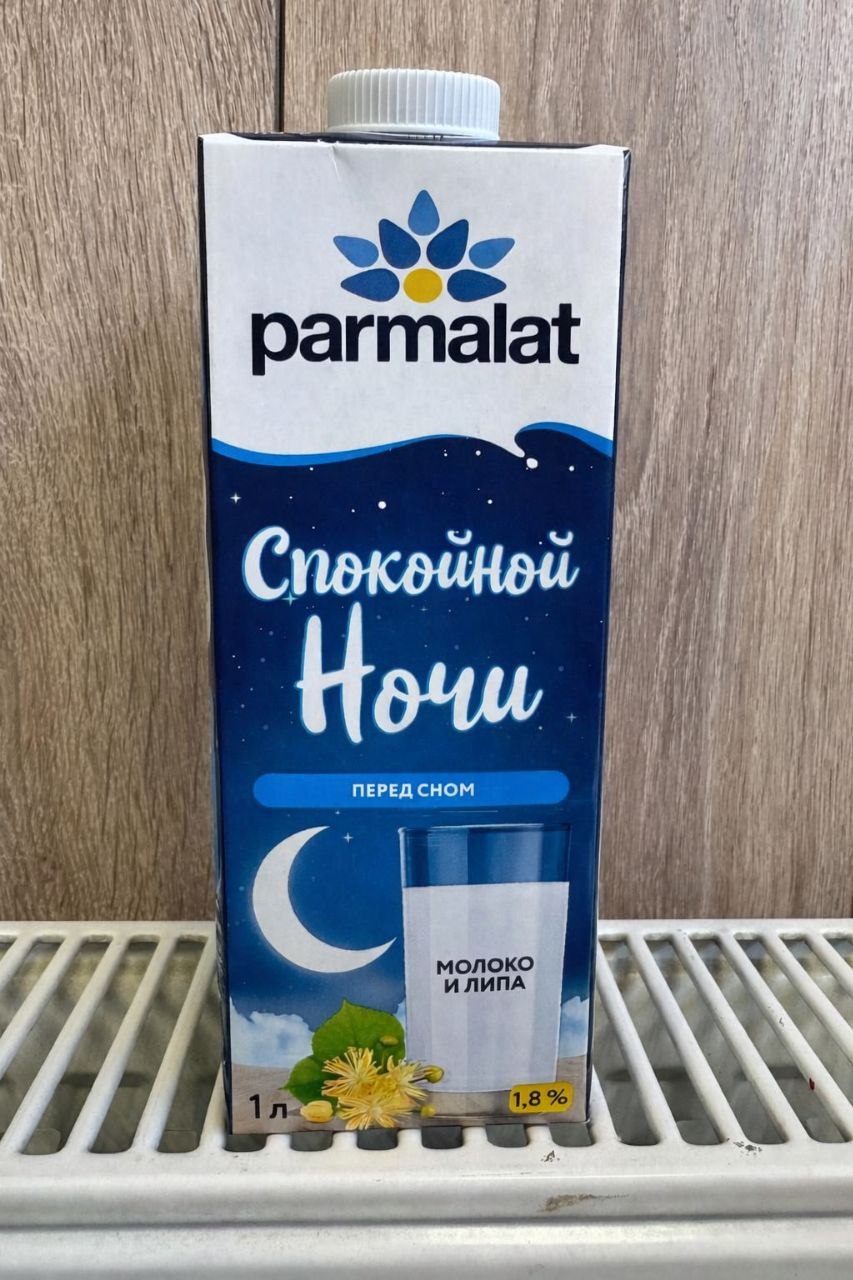 parmalat
Спокойной
Ночи
ПЕРЕД СНОМ
МОЛОКО
И ЛИПА
1 л
1,8 %